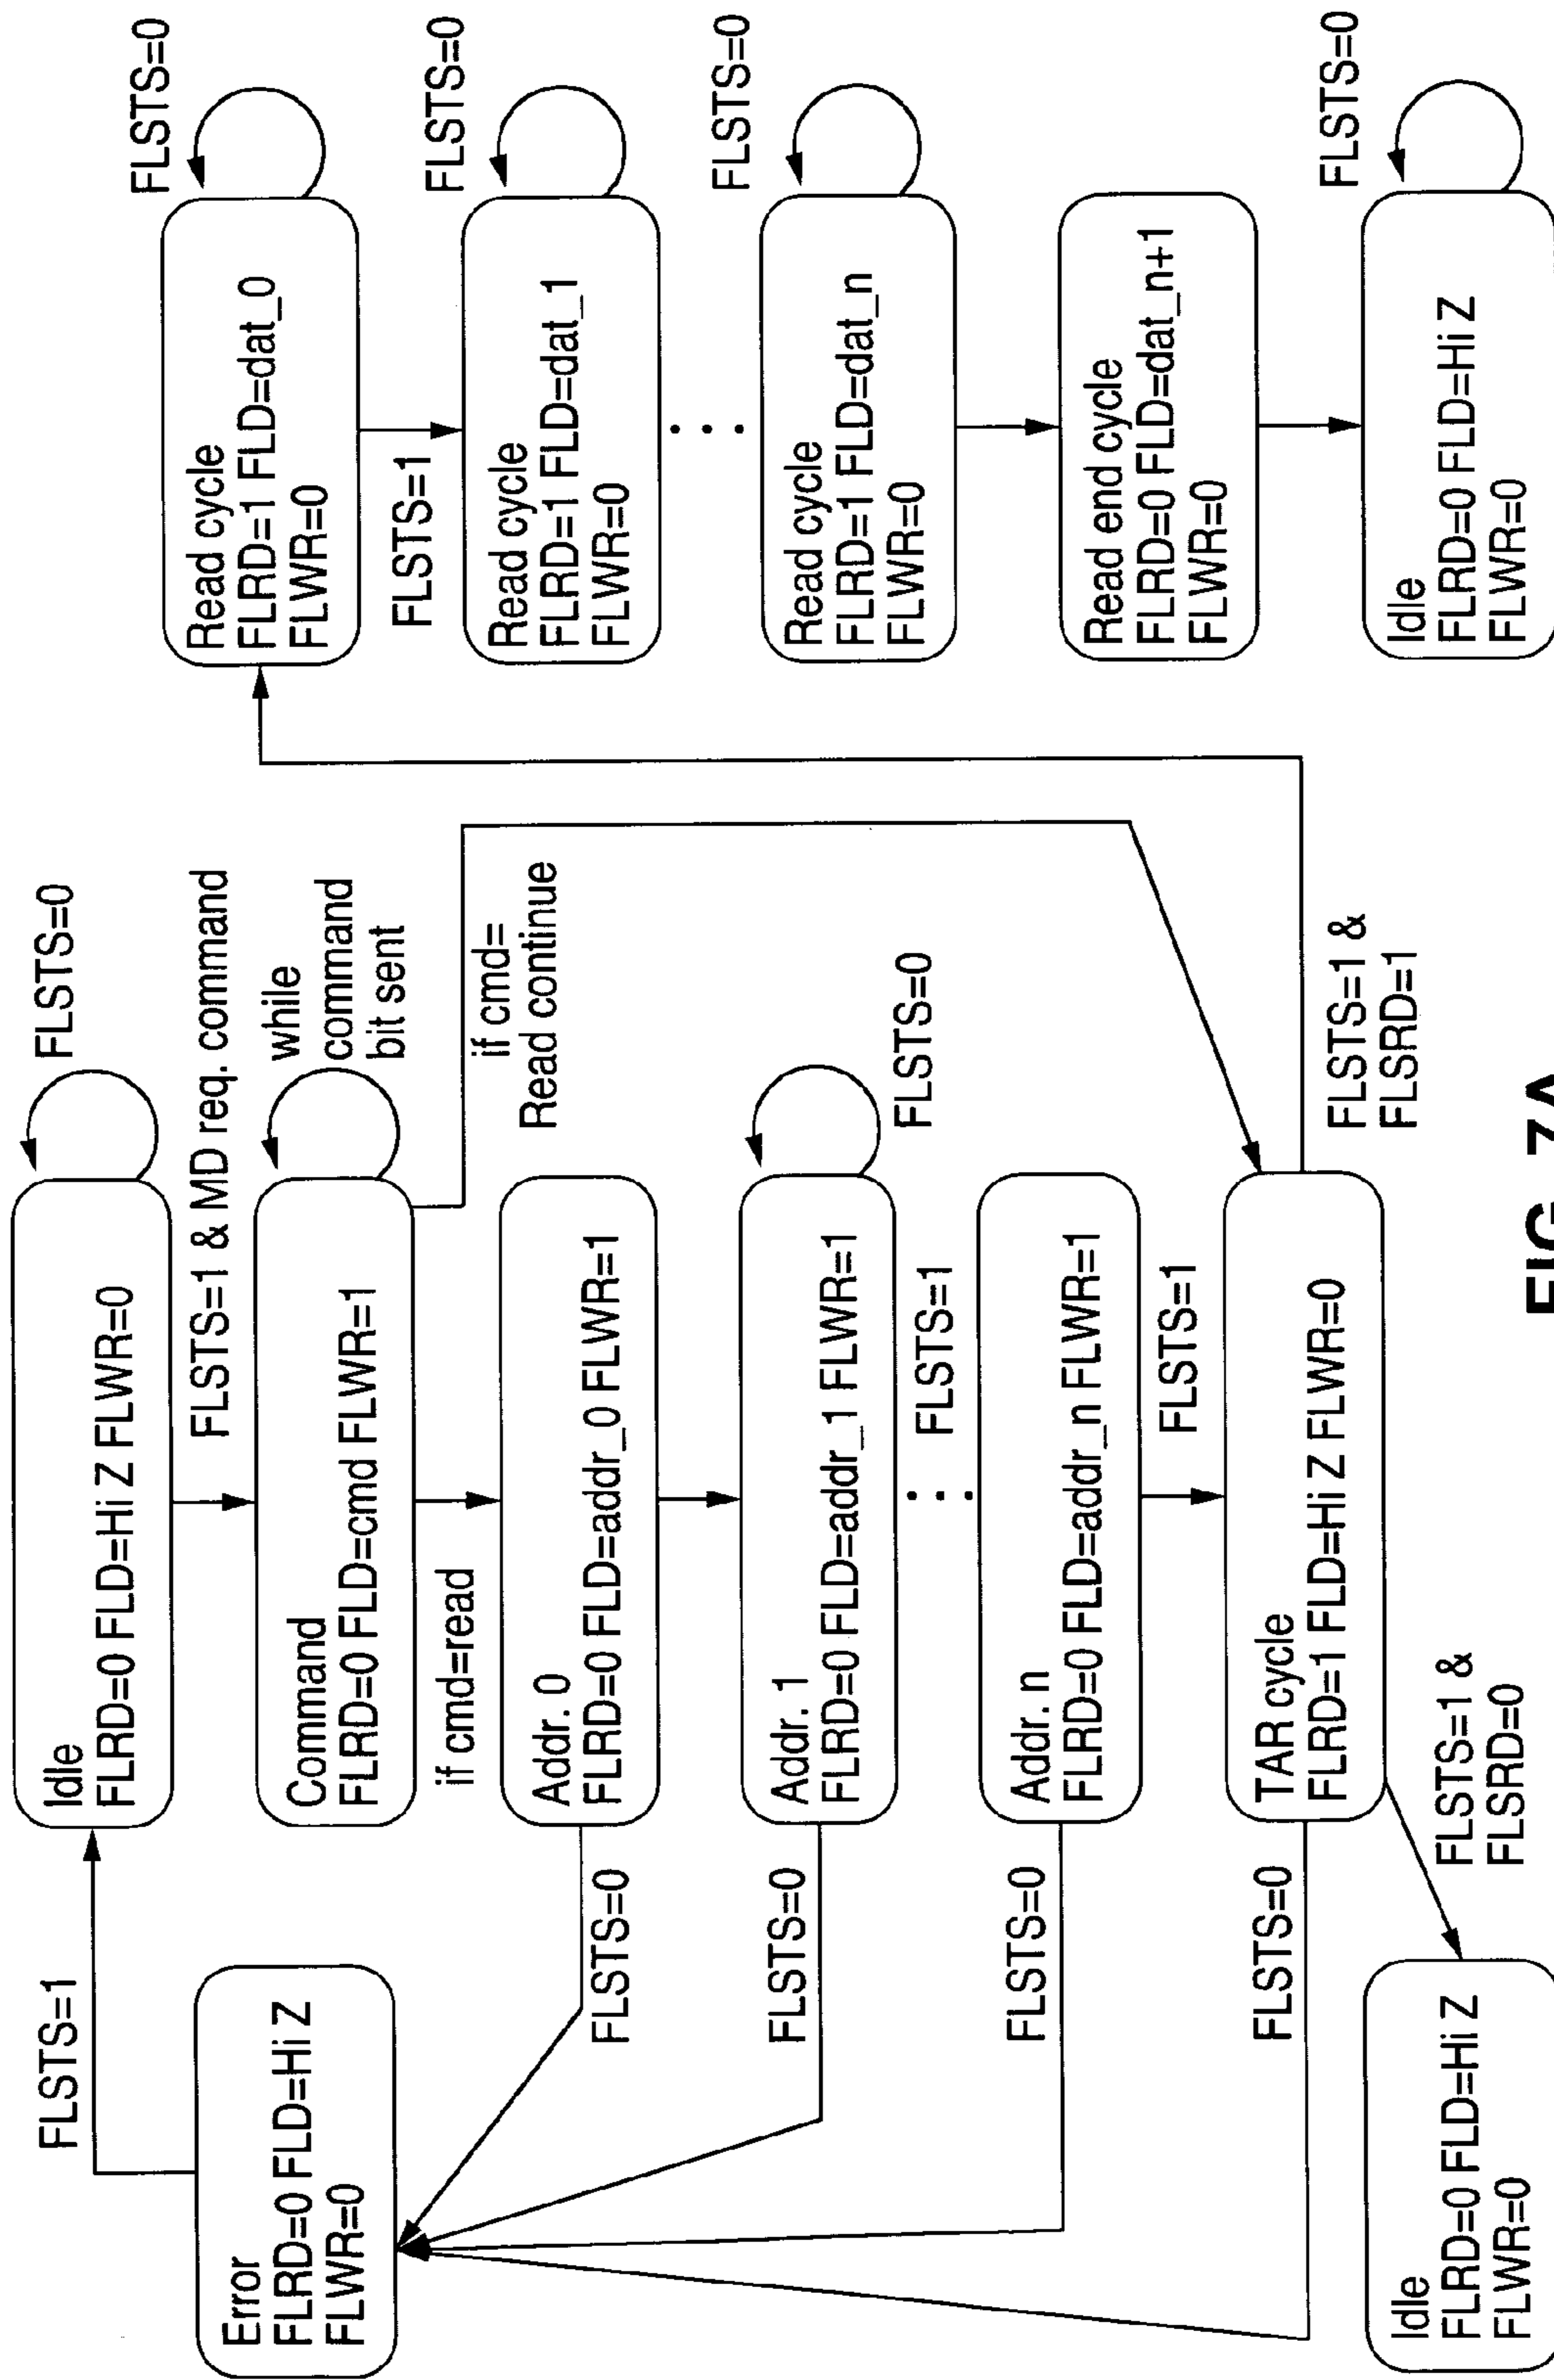 FLSTS=1
Error
FLRD=0 FLD=Hi Z
FLWR=0
Idle
FLRD=0 FLD=Hi Z FLWR=0
FLSTS=0
FLSTS=1 & MD req. command
Command
FLRD=0 FLD=cmd FLWR=1
while
command
bit sent
if cmd=read
if cmd=
Read continue
Addr. 0
FLRD=0 FLD=addr_0 FLWR=1
FLSTS=0
Addr. 1
FLRD=0 FLD=addr_1 FLWR=1
FLSTS=0
FLSTS=0
FLSTS=1
. . .
Addr. n
FLRD=0 FLD=addr_n FLWR=1
FLSTS=0
FLSTS=1
TAR cycle
FLRD=1 FLD=Hi Z FLWR=0
FLSTS=0
FLSTS=1 &
FLSRD=0
FLSTS=1 &
FLSRD=1
Idle
FLRD=0 FLD=Hi Z
FLWR=0
Read cycle
FLRD=1 FLD=dat_0
FLWR=0
FLSTS=0
FLSTS=1
Read cycle
FLRD=1 FLD=dat_1
FLWR=0
FLSTS=0
. . .
Read cycle
FLRD=1 FLD=dat_n
FLWR=0
FLSTS=0
Read end cycle
FLRD=0 FLD=dat_n+1
FLWR=0
Idle
FLRD=0 FLD=Hi Z
FLWR=0
FLSTS=0
FIG. 7A